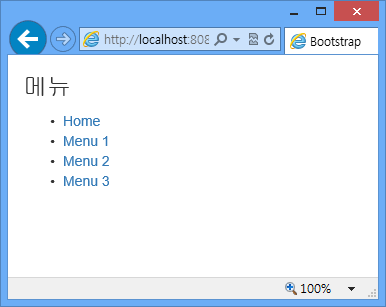 http://localhost:808
Bootstrap
메뉴
Home
Menu 1
Menu 2
Menu 3
100%